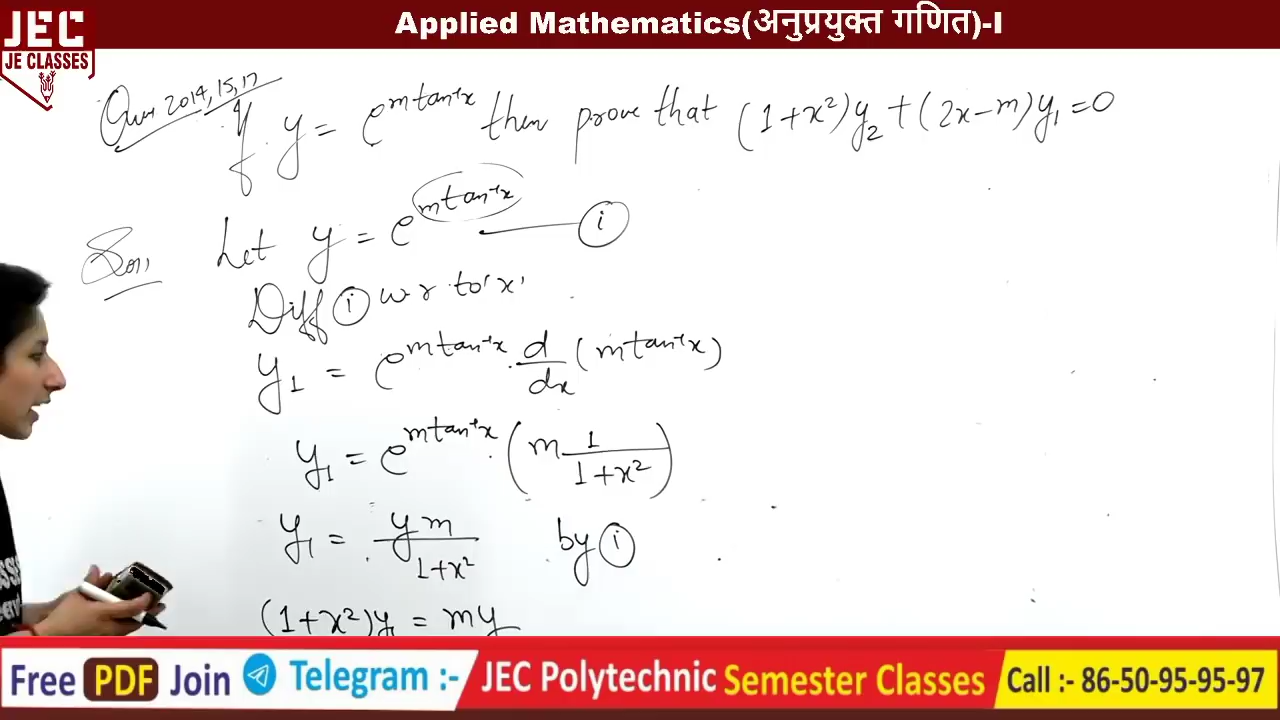 JEC
JE CLASSES
Applied Mathematics(अनुप्रयुक्त गणित)-I
Que 2014, 15, 17
If y = e^(m tan⁻¹x) then prove that (1+x²)y₂ + (2x-m)y₁ = 0
Soln
Let y = e^(m tan⁻¹x) — (i)
Diff (i) w r to 'x'
y₁ = e^(m tan⁻¹x) . d/dx (m tan⁻¹x)
y₁ = e^(m tan⁻¹x) . (m 1/(1+x²))
y₁ = ym/(1+x²) by (i)
(1+x²)y₁ = my
Free PDF Join Telegram :- JEC Polytechnic Semester Classes Call :- 86-50-95-95-97